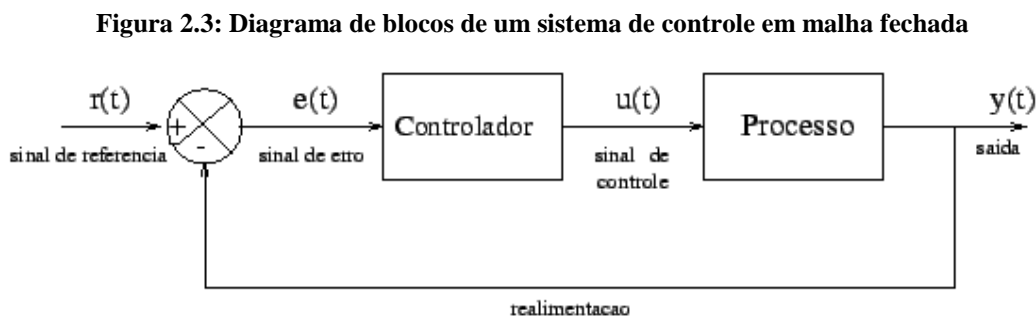 Figura 2.3: Diagrama de blocos de um sistema de controle em malha fechada
r(t)
sinal de referencia
+
-
e(t)
sinal de erro
Controlador
u(t)
sinal de
controle
Processo
y(t)
saida
realimentacao